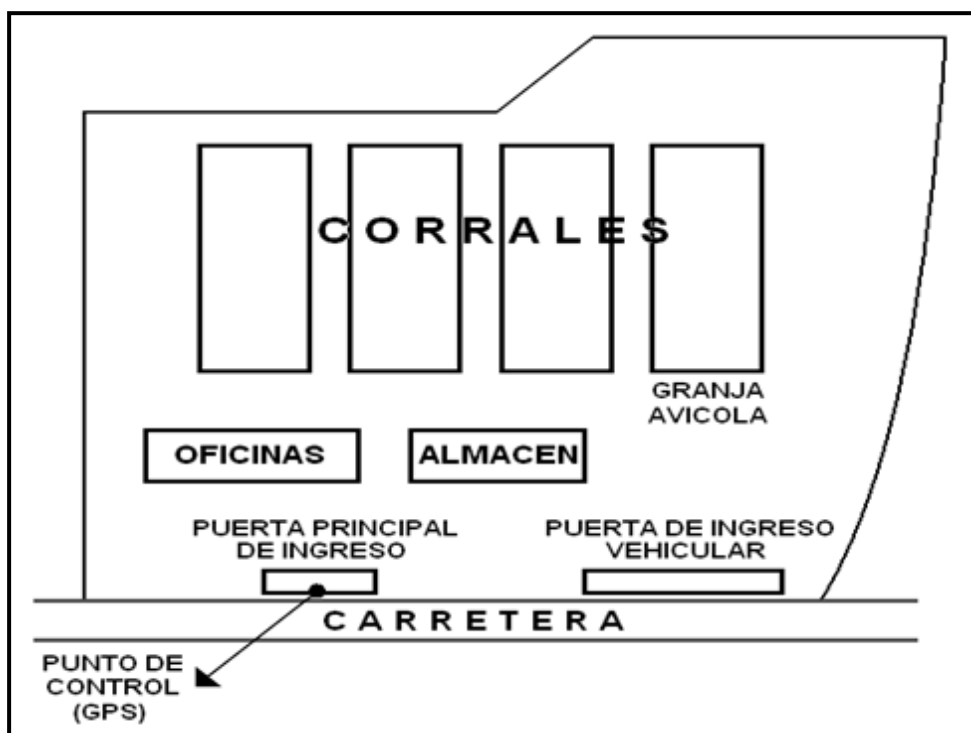 CORRALES
GRANJA
AVICOLA
OFICINAS
ALMACEN
PUERTA PRINCIPAL
DE INGRESO
PUERTA DE INGRESO
VEHICULAR
CARRETERA
PUNTO DE
CONTROL
(GPS)